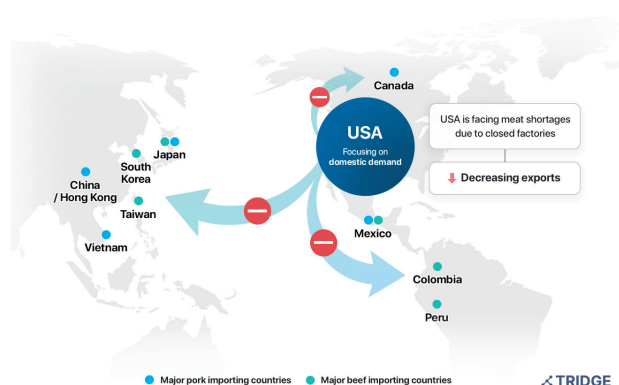 Canada
USA
Focusing on
domestic demand
USA is facing meat shortages
due to closed factories
Decreasing exports
Japan
South
Korea
China
/ Hong Kong
Taiwan
Vietnam
Mexico
Colombia
Peru
Major pork importing countries
Major beef importing countries
TRIDGE